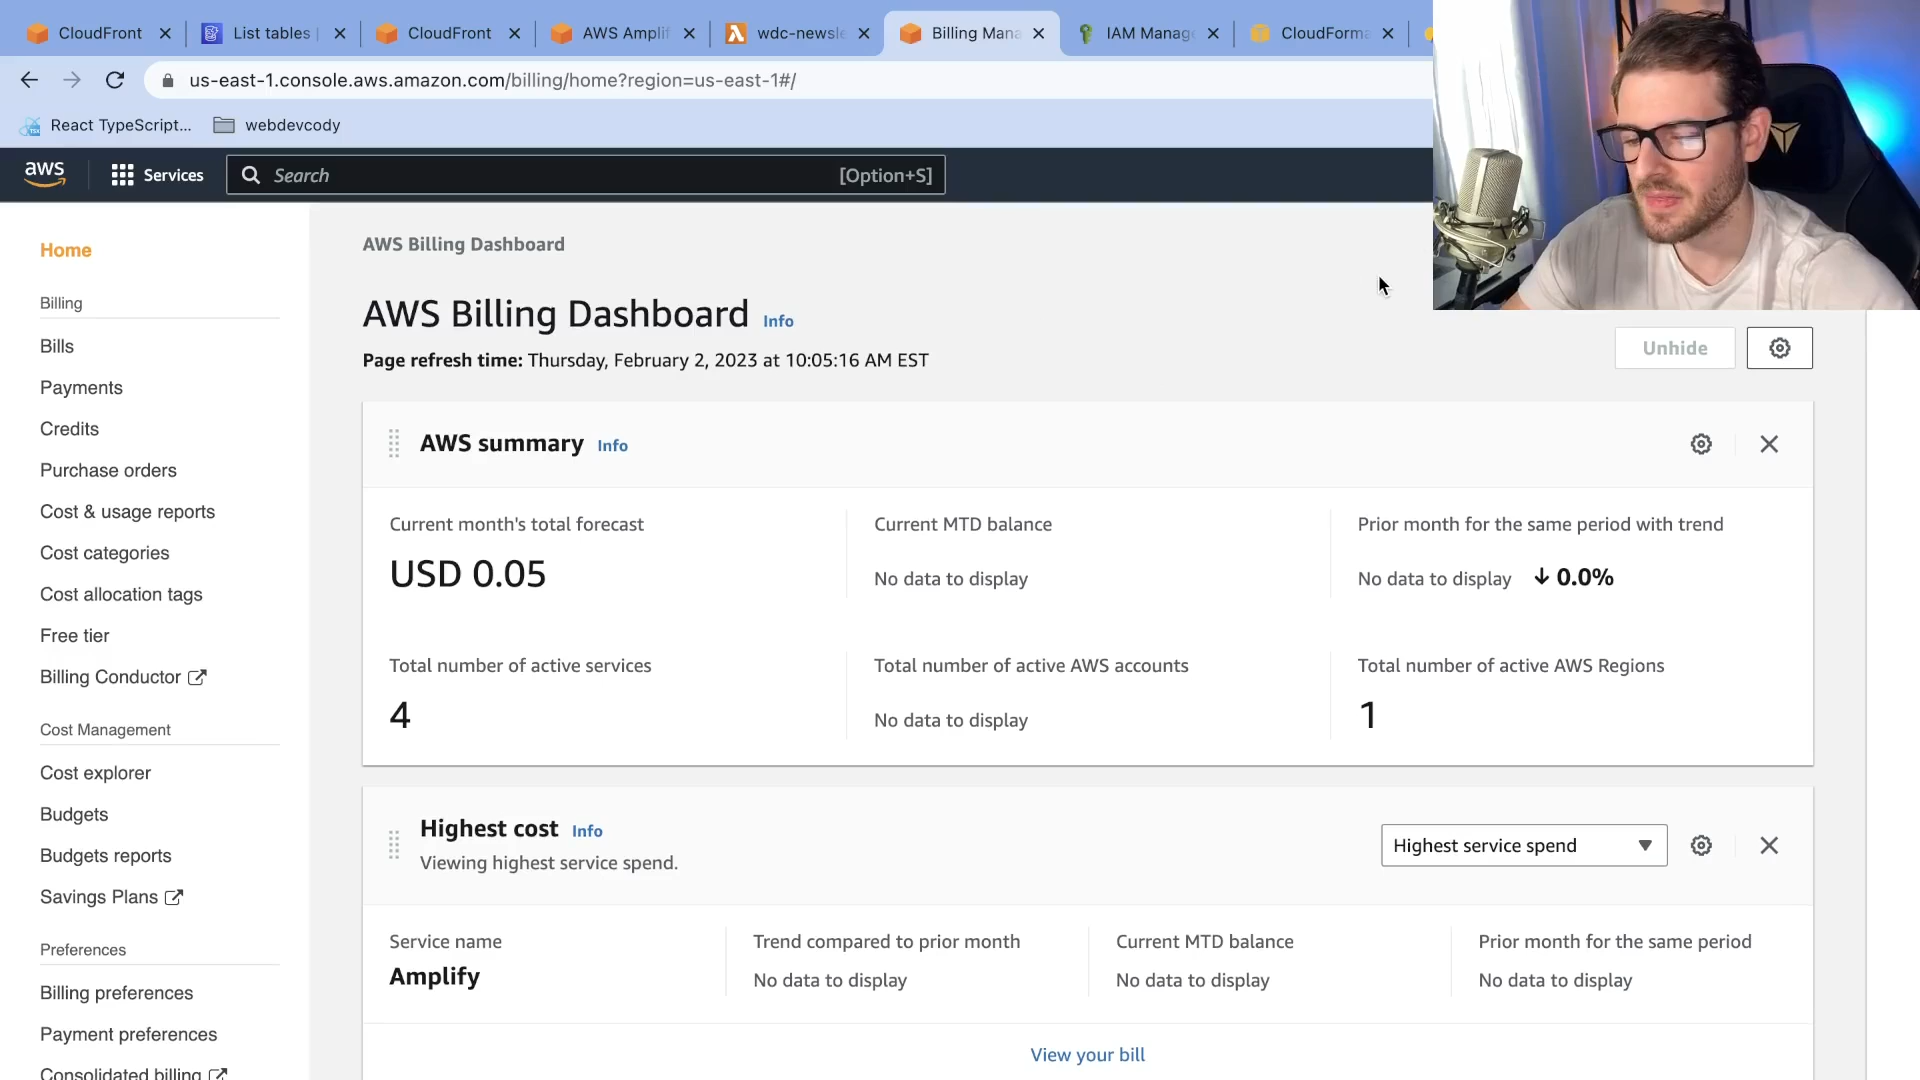 CloudFront
List tables
CloudFront
AWS Amplif
wdc-newsle
Billing Mana
IAM Manag
CloudForma
us-east-1.console.aws.amazon.com/billing/home?region=us-east-1#/
React TypeScript...
webdevcody
aws
Services
Search
[Option+S]
Home
Billing
Bills
Payments
Credits
Purchase orders
Cost & usage reports
Cost categories
Cost allocation tags
Free tier
Billing Conductor
Cost Management
Cost explorer
Budgets
Budgets reports
Savings Plans
Preferences
Billing preferences
Payment preferences
Consolidated billing
AWS Billing Dashboard
AWS Billing Dashboard Info
Page refresh time: Thursday, February 2, 2023 at 10:05:16 AM EST
Unhide
AWS summary Info
Current month's total forecast
USD 0.05
Current MTD balance
No data to display
Prior month for the same period with trend
No data to display ↓ 0.0%
Total number of active services
4
Total number of active AWS accounts
No data to display
Total number of active AWS Regions
1
Highest cost Info
Viewing highest service spend.
Highest service spend
Service name
Amplify
Trend compared to prior month
No data to display
Current MTD balance
No data to display
Prior month for the same period
No data to display
View your bill